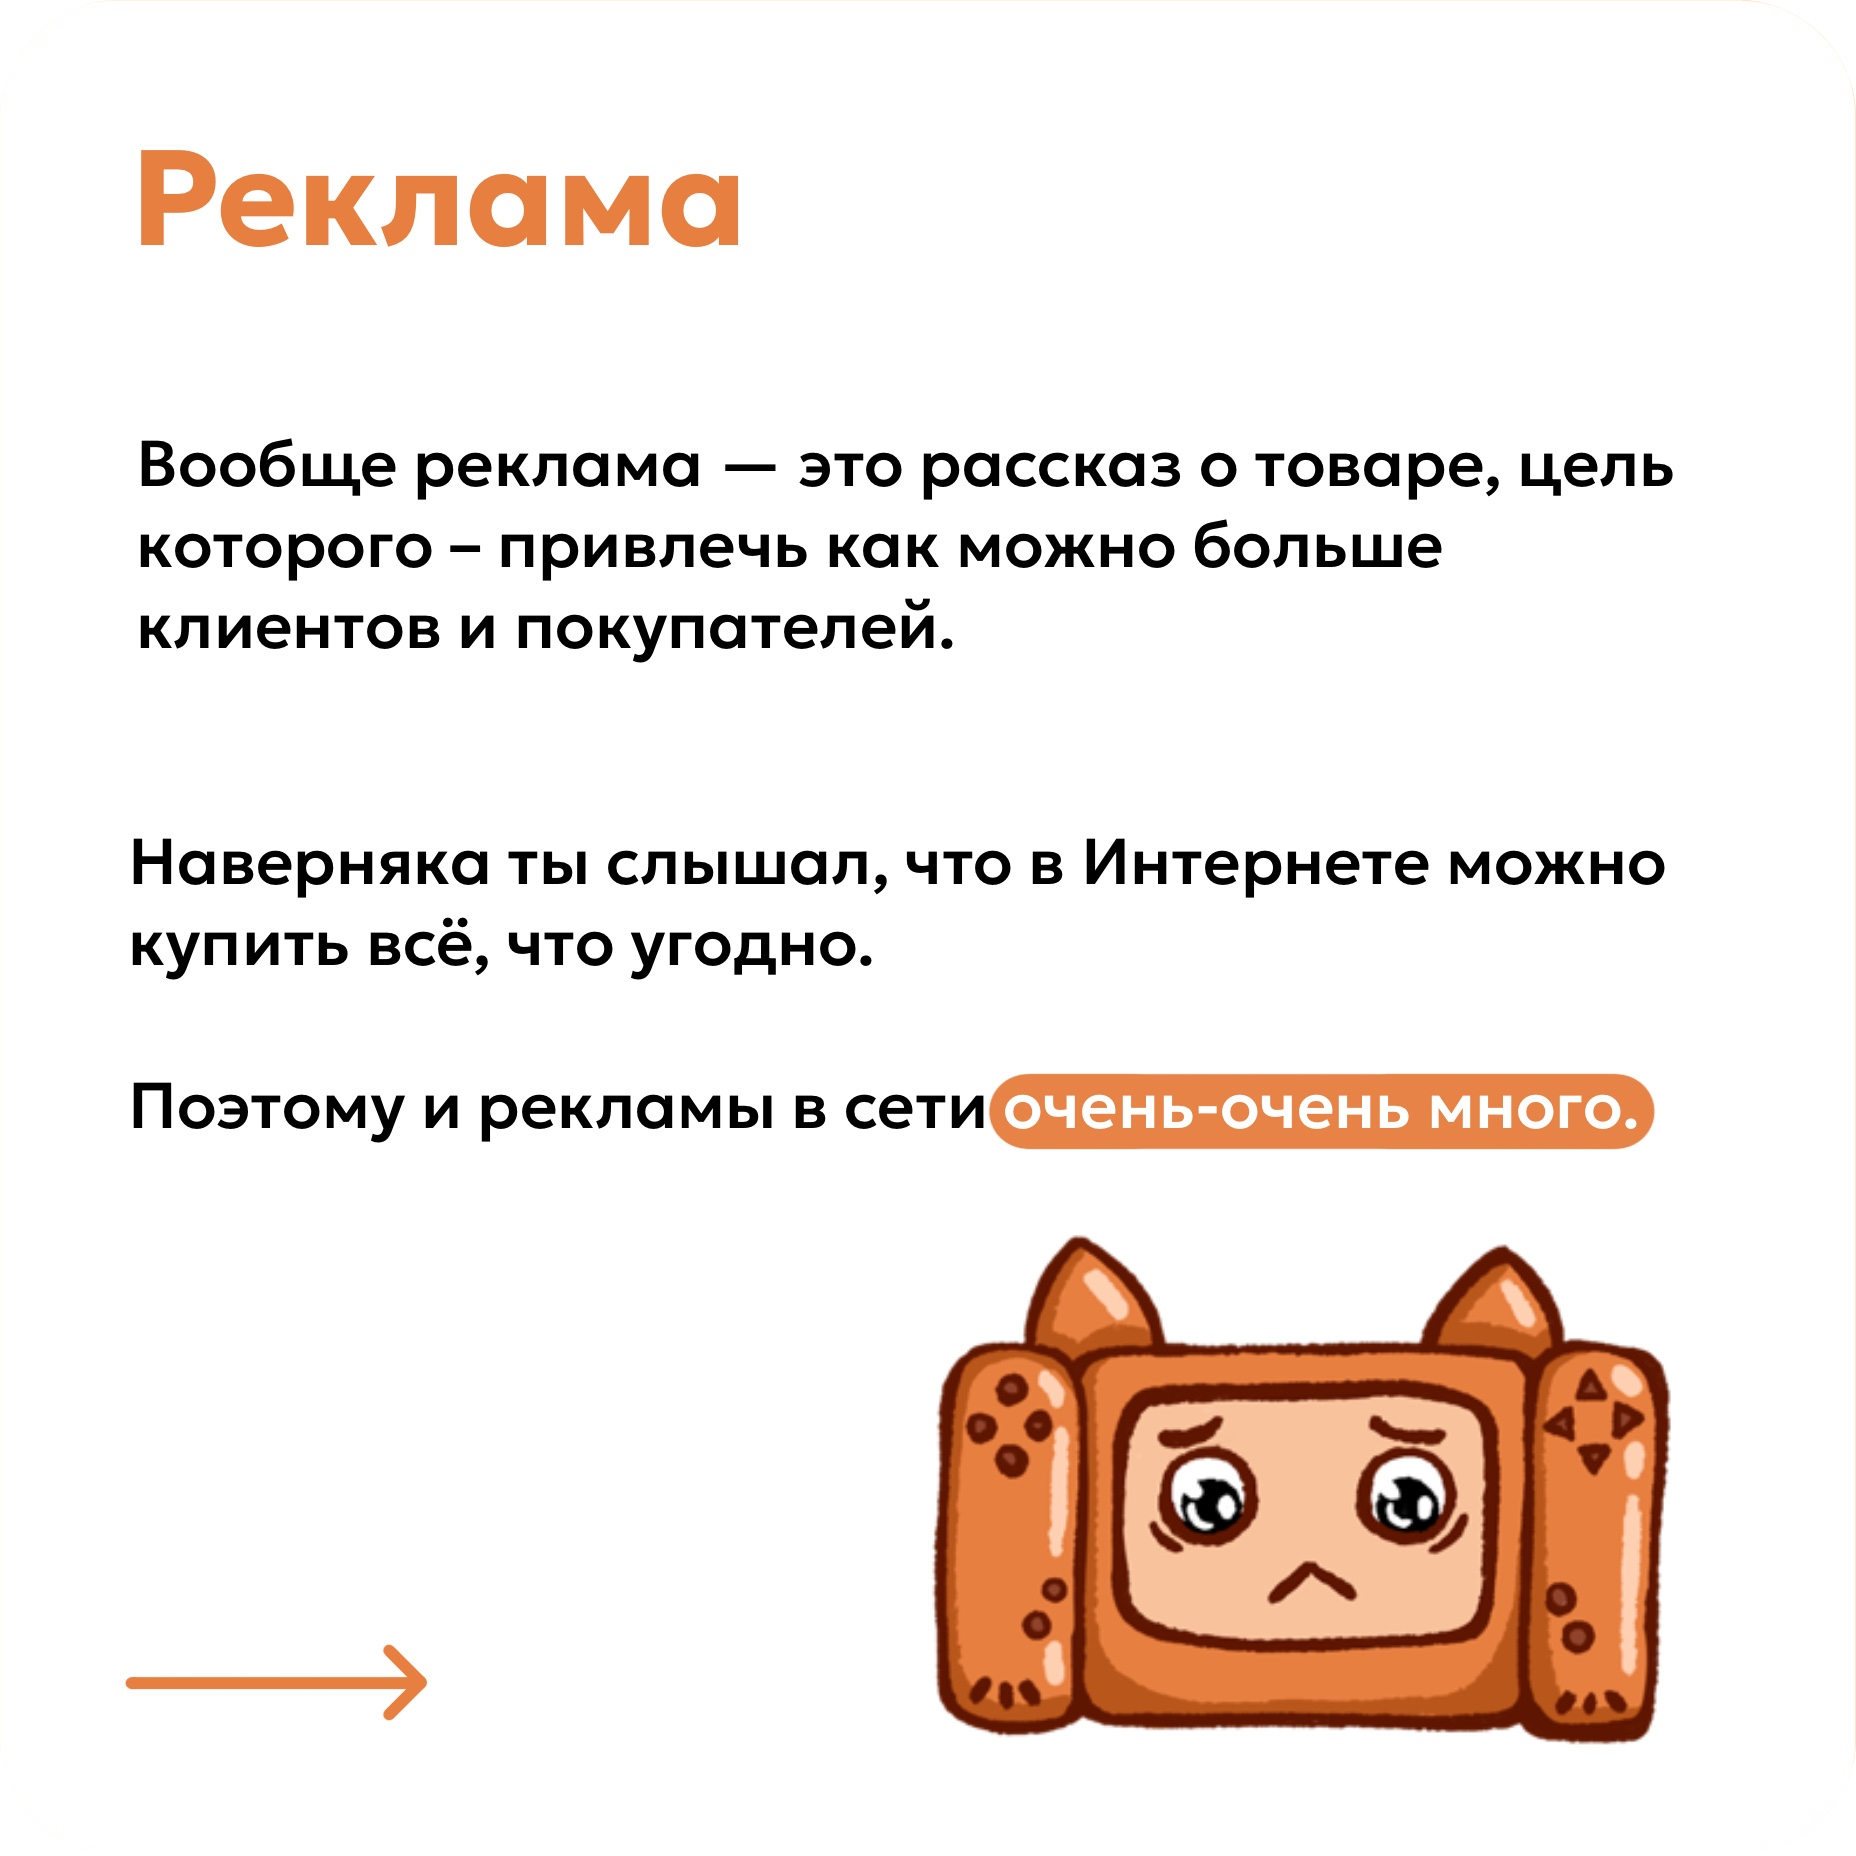 Реклама
Вообще реклама — это рассказ о товаре, цель
которого – привлечь как можно больше
клиентов и покупателей.
Наверняка ты слышал, что в Интернете можно
купить всё, что угодно.
Поэтому и рекламы в сети очень-очень много.